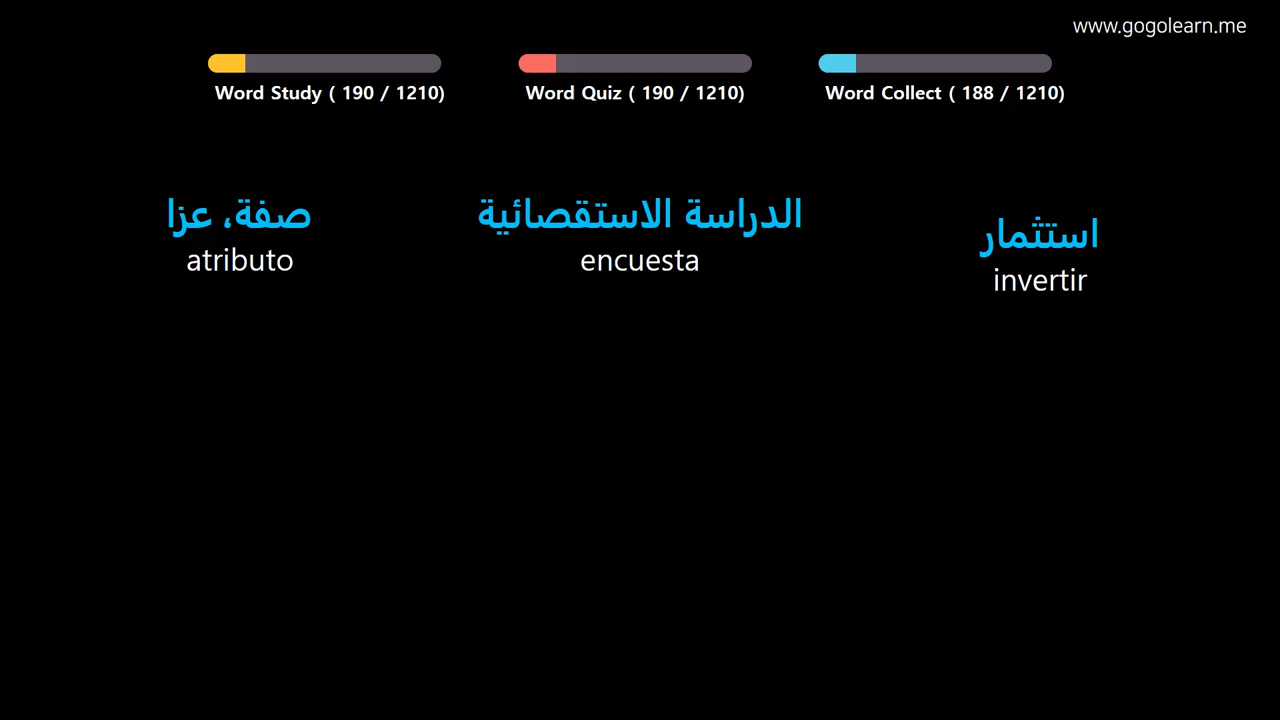 www.gogolearn.me
Word Study ( 190 / 1210)
Word Quiz ( 190 / 1210)
Word Collect ( 188 / 1210)
صفة، عزا
atributo
الدراسة الاستقصائية
encuesta
استثمار
invertir